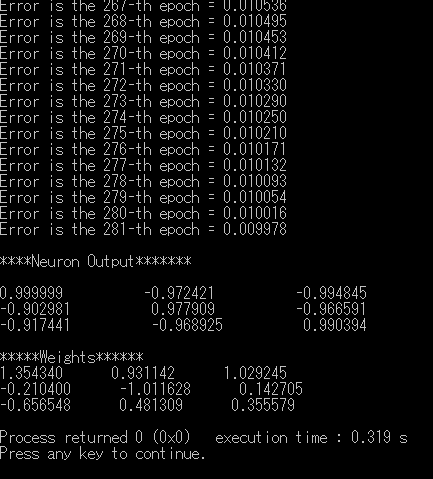 Error is the 267-th epoch = 0.010536
Error is the 268-th epoch = 0.010495
Error is the 269-th epoch = 0.010453
Error is the 270-th epoch = 0.010412
Error is the 271-th epoch = 0.010371
Error is the 272-th epoch = 0.010330
Error is the 273-th epoch = 0.010290
Error is the 274-th epoch = 0.010250
Error is the 275-th epoch = 0.010210
Error is the 276-th epoch = 0.010171
Error is the 277-th epoch = 0.010132
Error is the 278-th epoch = 0.010093
Error is the 279-th epoch = 0.010054
Error is the 280-th epoch = 0.010016
Error is the 281-th epoch = 0.009978
****Neuron Output*******
0.999999 -0.972421 -0.994845
-0.902981 0.977909 -0.966591
-0.917441 -0.968925 0.990394
*****Weights******
1.354340 0.931142 1.029245
-0.210400 -1.011628 0.142705
-0.656548 0.481309 0.355579
Process returned 0 (0x0) execution time : 0.319 s
Press any key to continue.